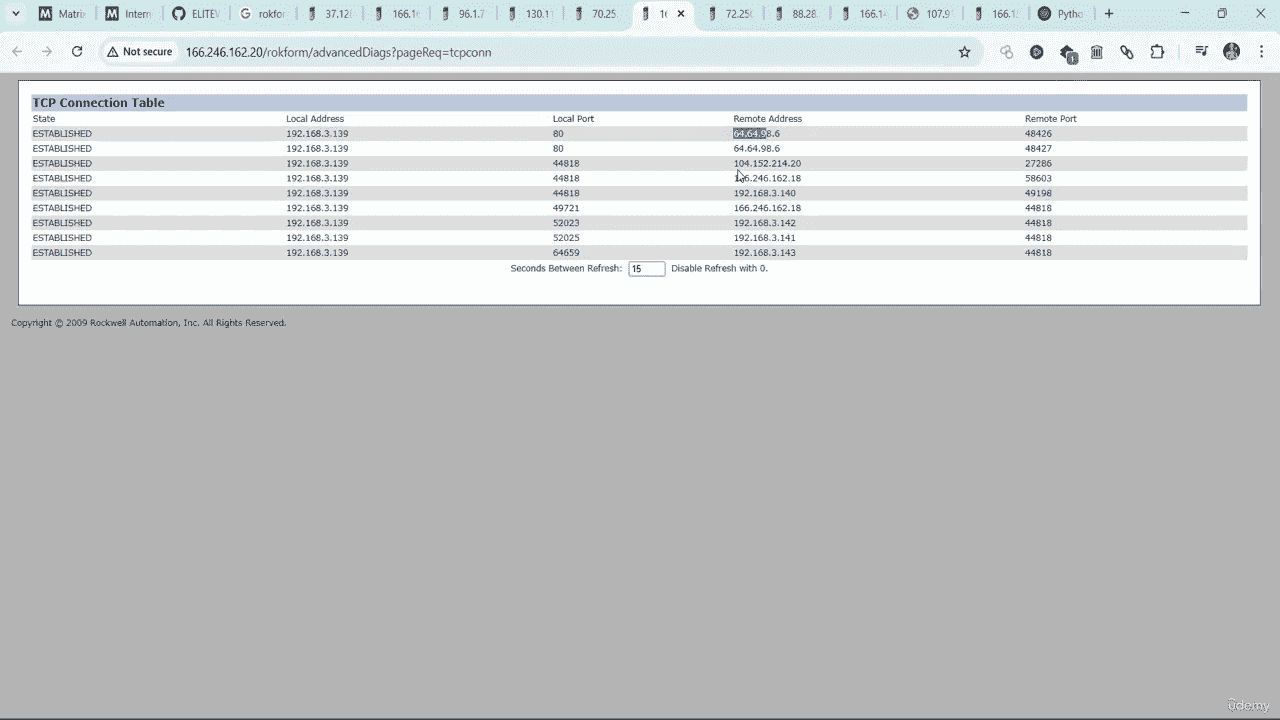 Matrix
Intern
ELITEV
rokfor
37.120
166.16
96.1.1
130.11
70.25
16
72.25
88.28.
166.14
107.9
166.1
Pytho
Not secure
166.246.162.20/rokform/advancedDiags?pageReq=tcpconn
TCP Connection Table
State Local Address Local Port Remote Address Remote Port
ESTABLISHED 192.168.3.139 80 64.64.98.6 48426
ESTABLISHED 192.168.3.139 80 64.64.98.6 48427
ESTABLISHED 192.168.3.139 44818 104.152.214.20 27286
ESTABLISHED 192.168.3.139 44818 166.246.162.18 58603
ESTABLISHED 192.168.3.139 44818 192.168.3.140 49198
ESTABLISHED 192.168.3.139 49721 166.246.162.18 44818
ESTABLISHED 192.168.3.139 52023 192.168.3.142 44818
ESTABLISHED 192.168.3.139 52025 192.168.3.141 44818
ESTABLISHED 192.168.3.139 64659 192.168.3.143 44818
Seconds Between Refresh: 15 Disable Refresh with 0.
Copyright © 2009 Rockwell Automation, Inc. All Rights Reserved.
Udemy